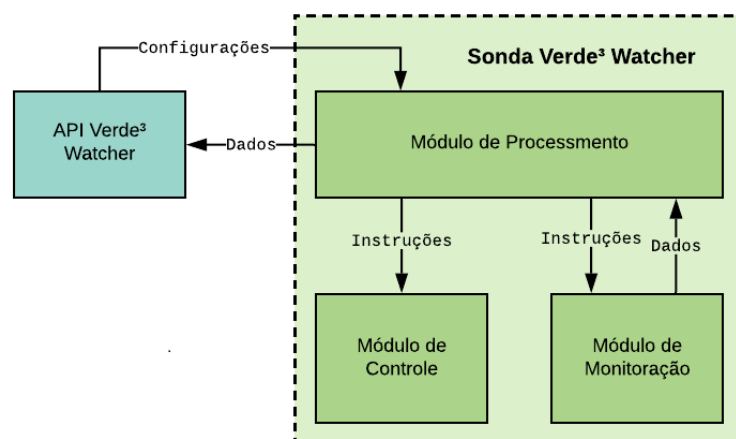 Configurações
Sonda Verde³ Watcher
API Verde³
Watcher
Dados
Módulo de Processmento
Instruções
Instruções
Dados
Módulo de
Controle
Módulo de
Monitoração